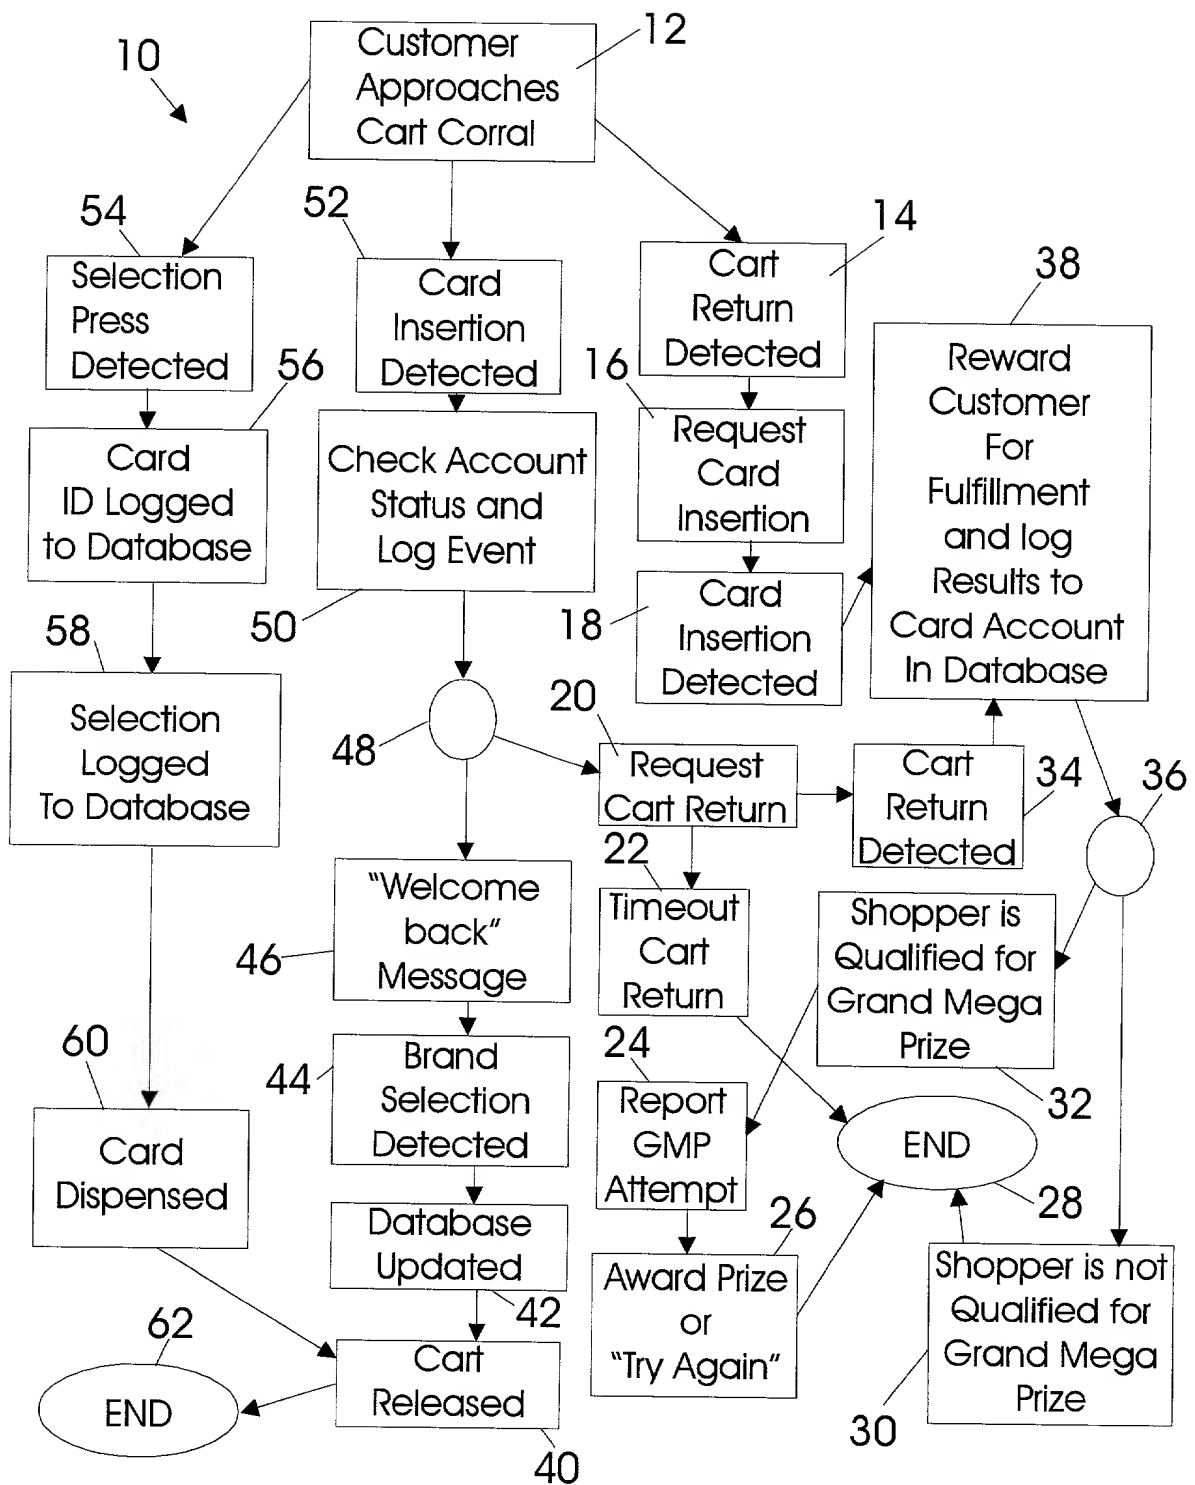 10
12
Customer
Approaches
Cart Corral
54
Selection
Press
Detected
56
Card
ID Logged
to Database
58
Selection
Logged
To Database
60
Card
Dispensed
62
END
52
Card
Insertion
Detected
Check Account
Status and
Log Event
50
48
"Welcome
back"
Message
46
Brand
Selection
Detected
44
Database
Updated
42
Cart
Released
40
14
Cart
Return
Detected
16
Request
Card
Insertion
18
Card
Insertion
Detected
20
Request
Cart Return
22
Timeout
Cart
Return
24
Report
GMP
Attempt
26
Award Prize
or
"Try Again"
38
Reward
Customer
For
Fulfillment
and log
Results to
Card Account
In Database
34
Cart
Return
Detected
36
Shopper is
Qualified for
Grand Mega
Prize
32
END
28
Shopper is not
Qualified for
Grand Mega
Prize
30